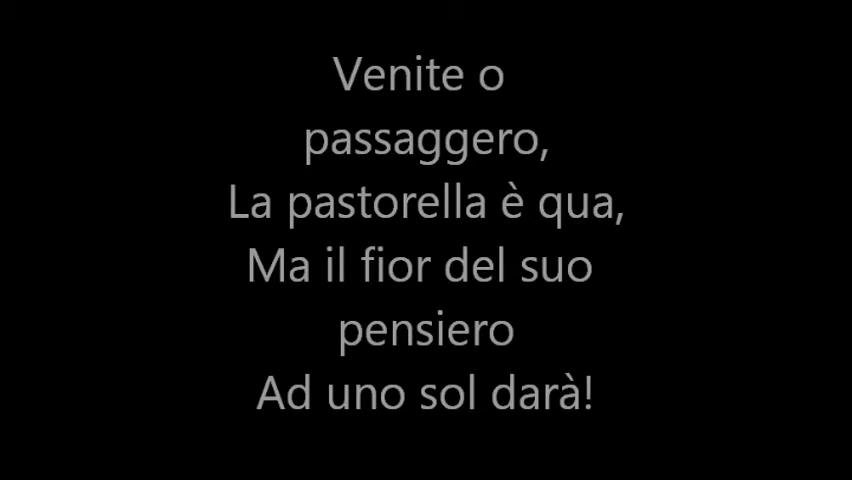 Venite o
passaggero,
La pastorella è qua,
Ma il fior del suo
pensiero
Ad uno sol darà!